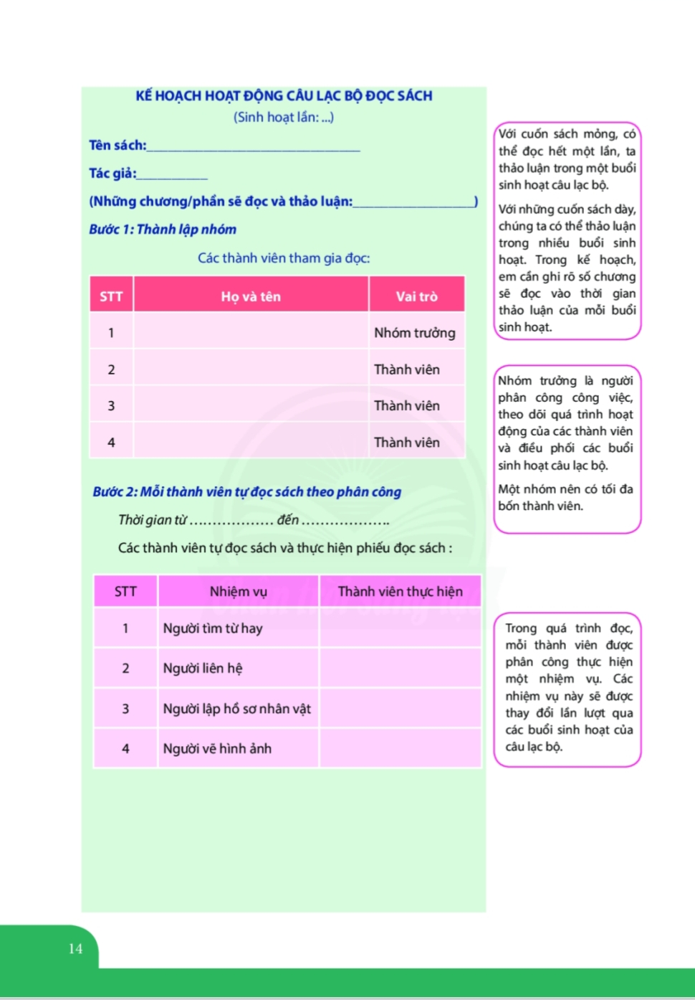 KẾ HOẠCH HOẠT ĐỘNG CÂU LẠC BỘ ĐỌC SÁCH
(Sinh hoạt lần: ...)
Tên sách:______________________________
Tác giả:__________
(Những chương/phần sẽ đọc và thảo luận:_________________)
Bước 1: Thành lập nhóm
Các thành viên tham gia đọc:
STT Họ và tên Vai trò
1 Nhóm trưởng
2 Thành viên
3 Thành viên
4 Thành viên
Bước 2: Mỗi thành viên tự đọc sách theo phân công
Thời gian từ .................. đến ...................
Các thành viên tự đọc sách và thực hiện phiếu đọc sách :
STT Nhiệm vụ Thành viên thực hiện
1 Người tìm từ hay
2 Người liên hệ
3 Người lập hồ sơ nhân vật
4 Người vẽ hình ảnh
Với cuốn sách mỏng, có
thể đọc hết một lần, ta
thảo luận trong một buổi
sinh hoạt câu lạc bộ.
Với những cuốn sách dày,
chúng ta có thể thảo luận
trong nhiều buổi sinh
hoạt. Trong kế hoạch,
em cần ghi rõ số chương
sẽ đọc vào thời gian
thảo luận của mỗi buổi
sinh hoạt.
Nhóm trưởng là người
phân công công việc,
theo dõi quá trình hoạt
động của các thành viên
và điều phối các buổi
sinh hoạt câu lạc bộ.
Một nhóm nên có tối đa
bốn thành viên.
Trong quá trình đọc,
mỗi thành viên được
phân công thực hiện
một nhiệm vụ. Các
nhiệm vụ này sẽ được
thay đổi lần lượt qua
các buổi sinh hoạt của
câu lạc bộ.
14